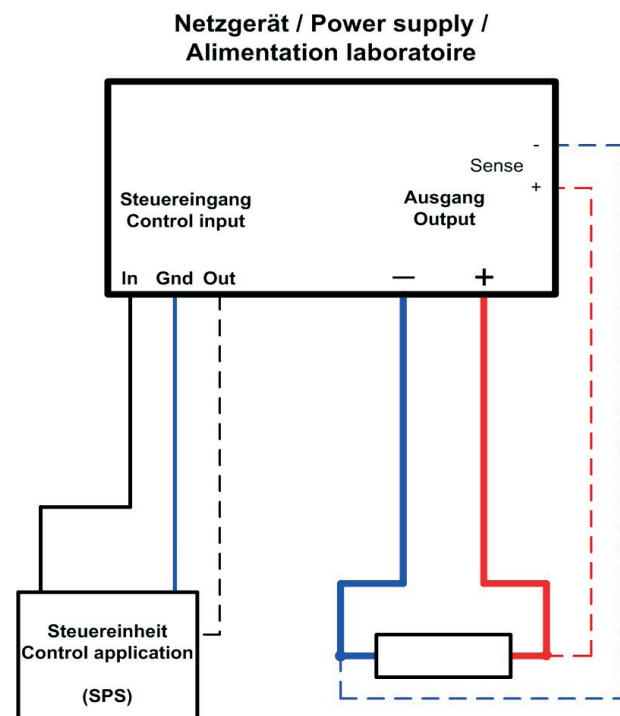 Netzgerät / Power supply /
Alimentation laboratoire
-
Sense
+
Steuereingang
Control input
Ausgang
Output
In Gnd Out
— +
Steuereinheit
Control application
(SPS)